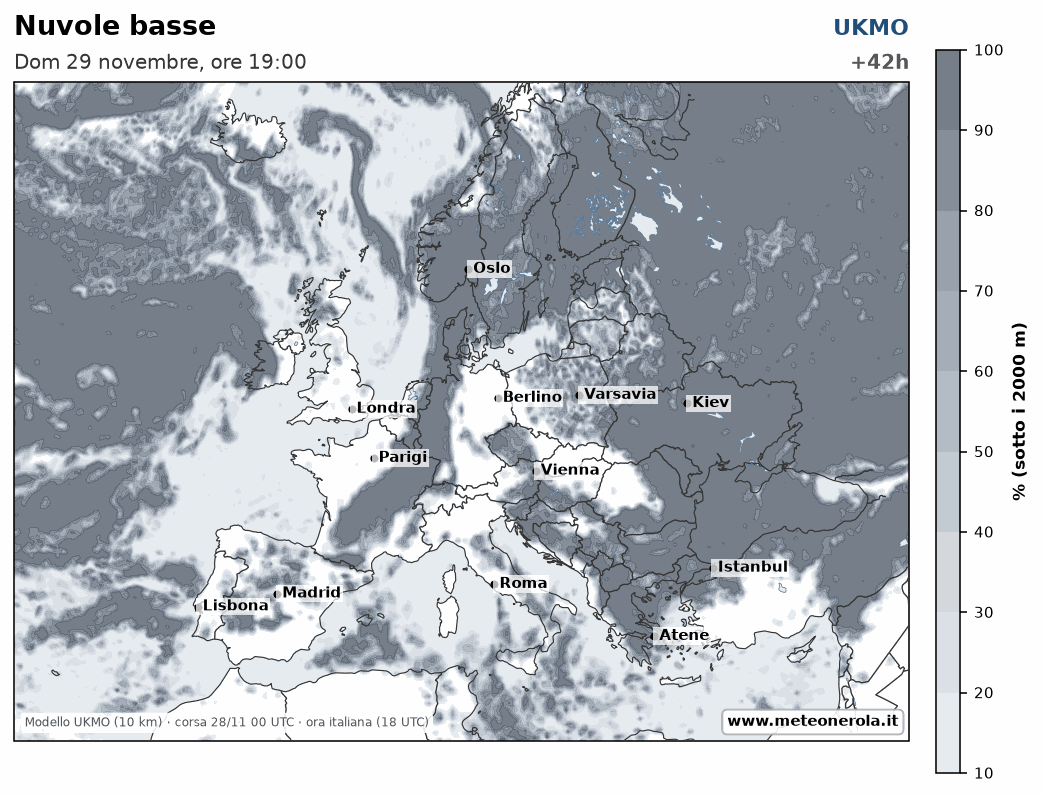 Nuvole basse
UKMO
Dom 29 novembre, ore 19:00
+42h
Oslo
Londra
Berlino
Varsavia
Kiev
Parigi
Vienna
Istanbul
Roma
Madrid
Lisbona
Atene
Modello UKMO (10 km) · corsa 28/11 00 UTC · ora italiana (18 UTC)
www.meteonerola.it
100
90
80
70
60
50
40
30
20
10
% (sotto i 2000 m)